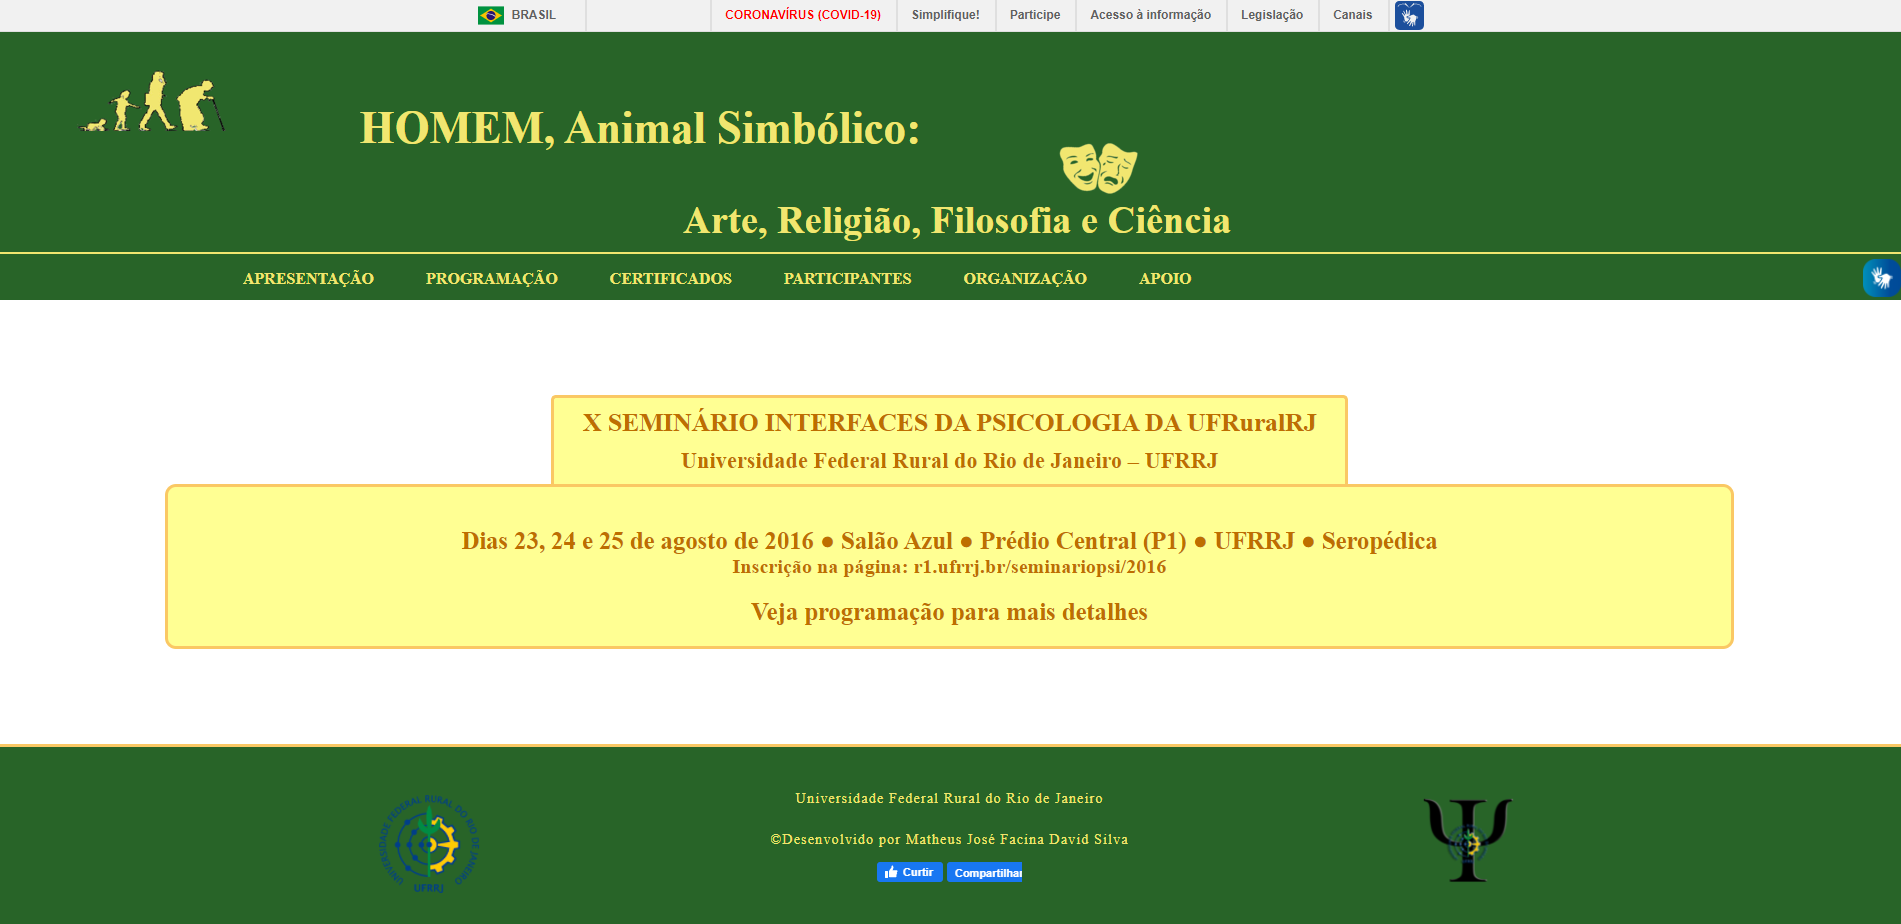 BRASIL
CORONAVÍRUS (COVID-19)
Simplifique!
Participe
Acesso à informação
Legislação
Canais
HOMEM, Animal Simbólico:
Arte, Religião, Filosofia e Ciência
APRESENTAÇÃO
PROGRAMAÇÃO
CERTIFICADOS
PARTICIPANTES
ORGANIZAÇÃO
APOIO
X SEMINÁRIO INTERFACES DA PSICOLOGIA DA UFRuralRJ
Universidade Federal Rural do Rio de Janeiro – UFRRJ
Dias 23, 24 e 25 de agosto de 2016 ● Salão Azul ● Prédio Central (P1) ● UFRRJ ● Seropédica
Inscrição na página: r1.ufrrj.br/seminariopsi/2016
Veja programação para mais detalhes
UNIVERSIDADE FEDERAL RURAL DO RIO DE JANEIRO
UFRRJ
Universidade Federal Rural do Rio de Janeiro
©Desenvolvido por Matheus José Facina David Silva
Curtir
Compartilhar